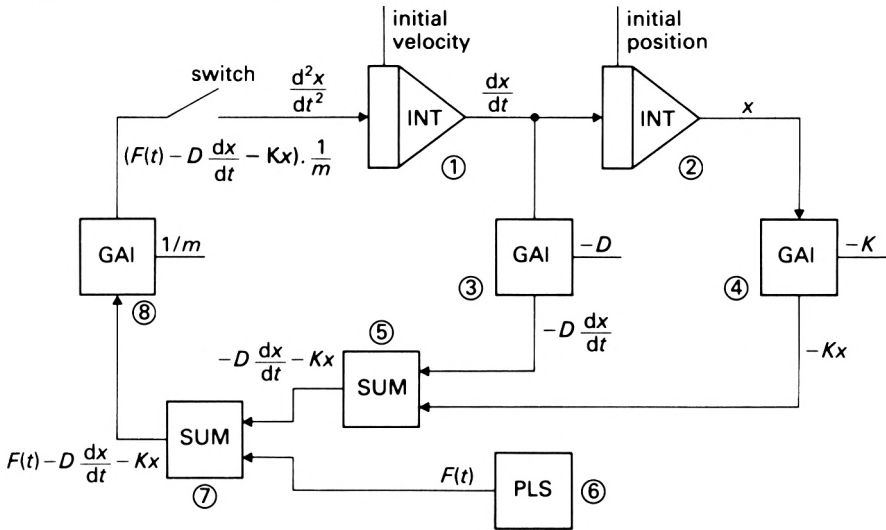 initial
velocity
initial
position
switch
d²x
dt²
dx
dt
x
INT
INT
(F(t) – D dx/dt – Kx). 1/m
①
②
GAI
1/m
GAI
–D
GAI
–K
③
④
⑧
–D dx/dt
–Kx
⑤
–D dx/dt – Kx
SUM
SUM
F(t) – D dx/dt – Kx
F(t)
PLS
⑥
⑦